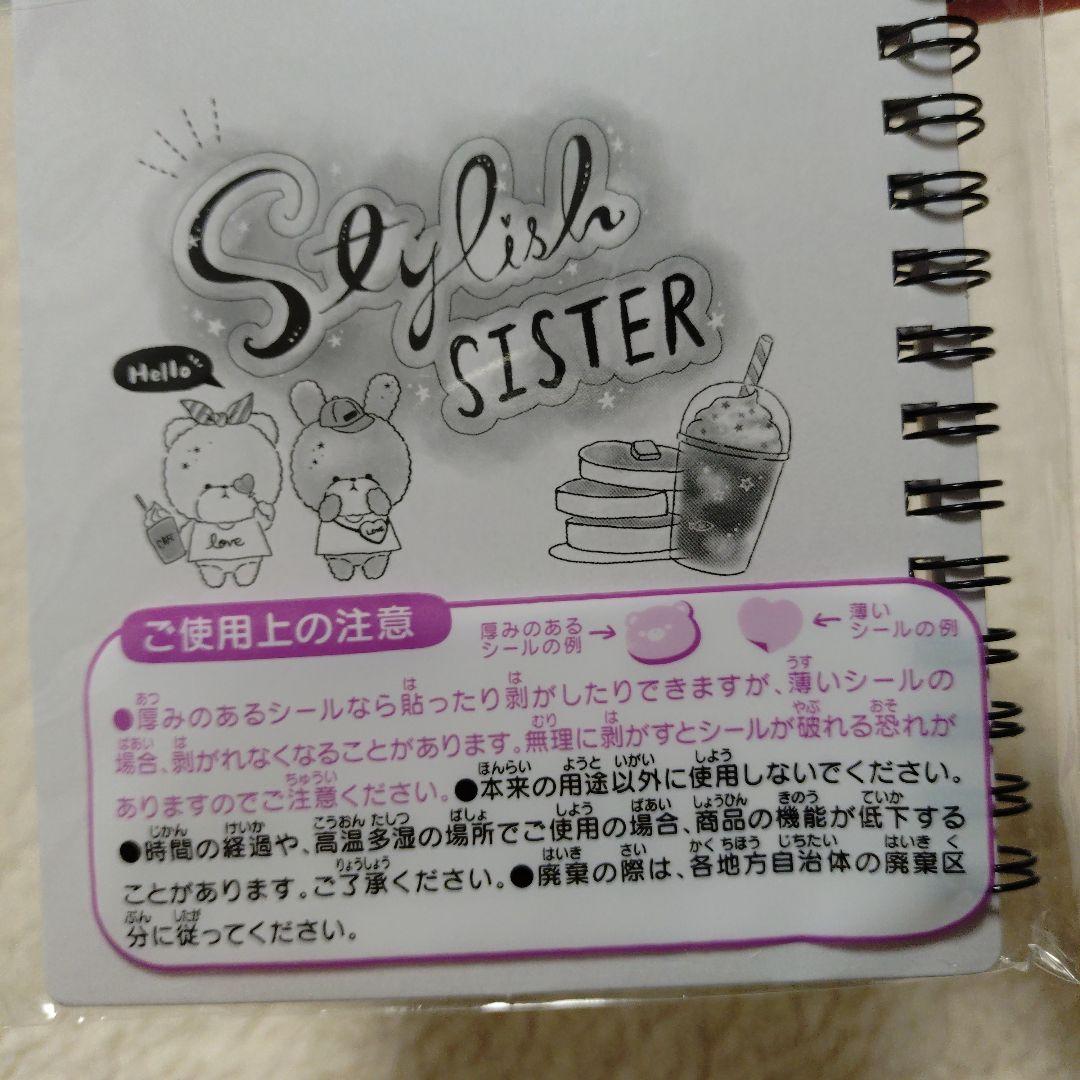 Stylish
SISTER
Hello
love
LOVE
ご使用上の注意
厚みのある
シールの例
薄い
シールの例
●厚みのあるシールなら貼ったり剥がしたりできますが、薄いシールの
場合、剥がれなくなることがあります。無理に剥がすとシールが破れる恐れが
ありますのでご注意ください。●本来の用途以外に使用しないでください。
●時間の経過や、高温多湿の場所でご使用の場合、商品の機能が低下する
ことがあります。ご了承ください。●廃棄の際は、各地方自治体の廃棄区
分に従ってください。